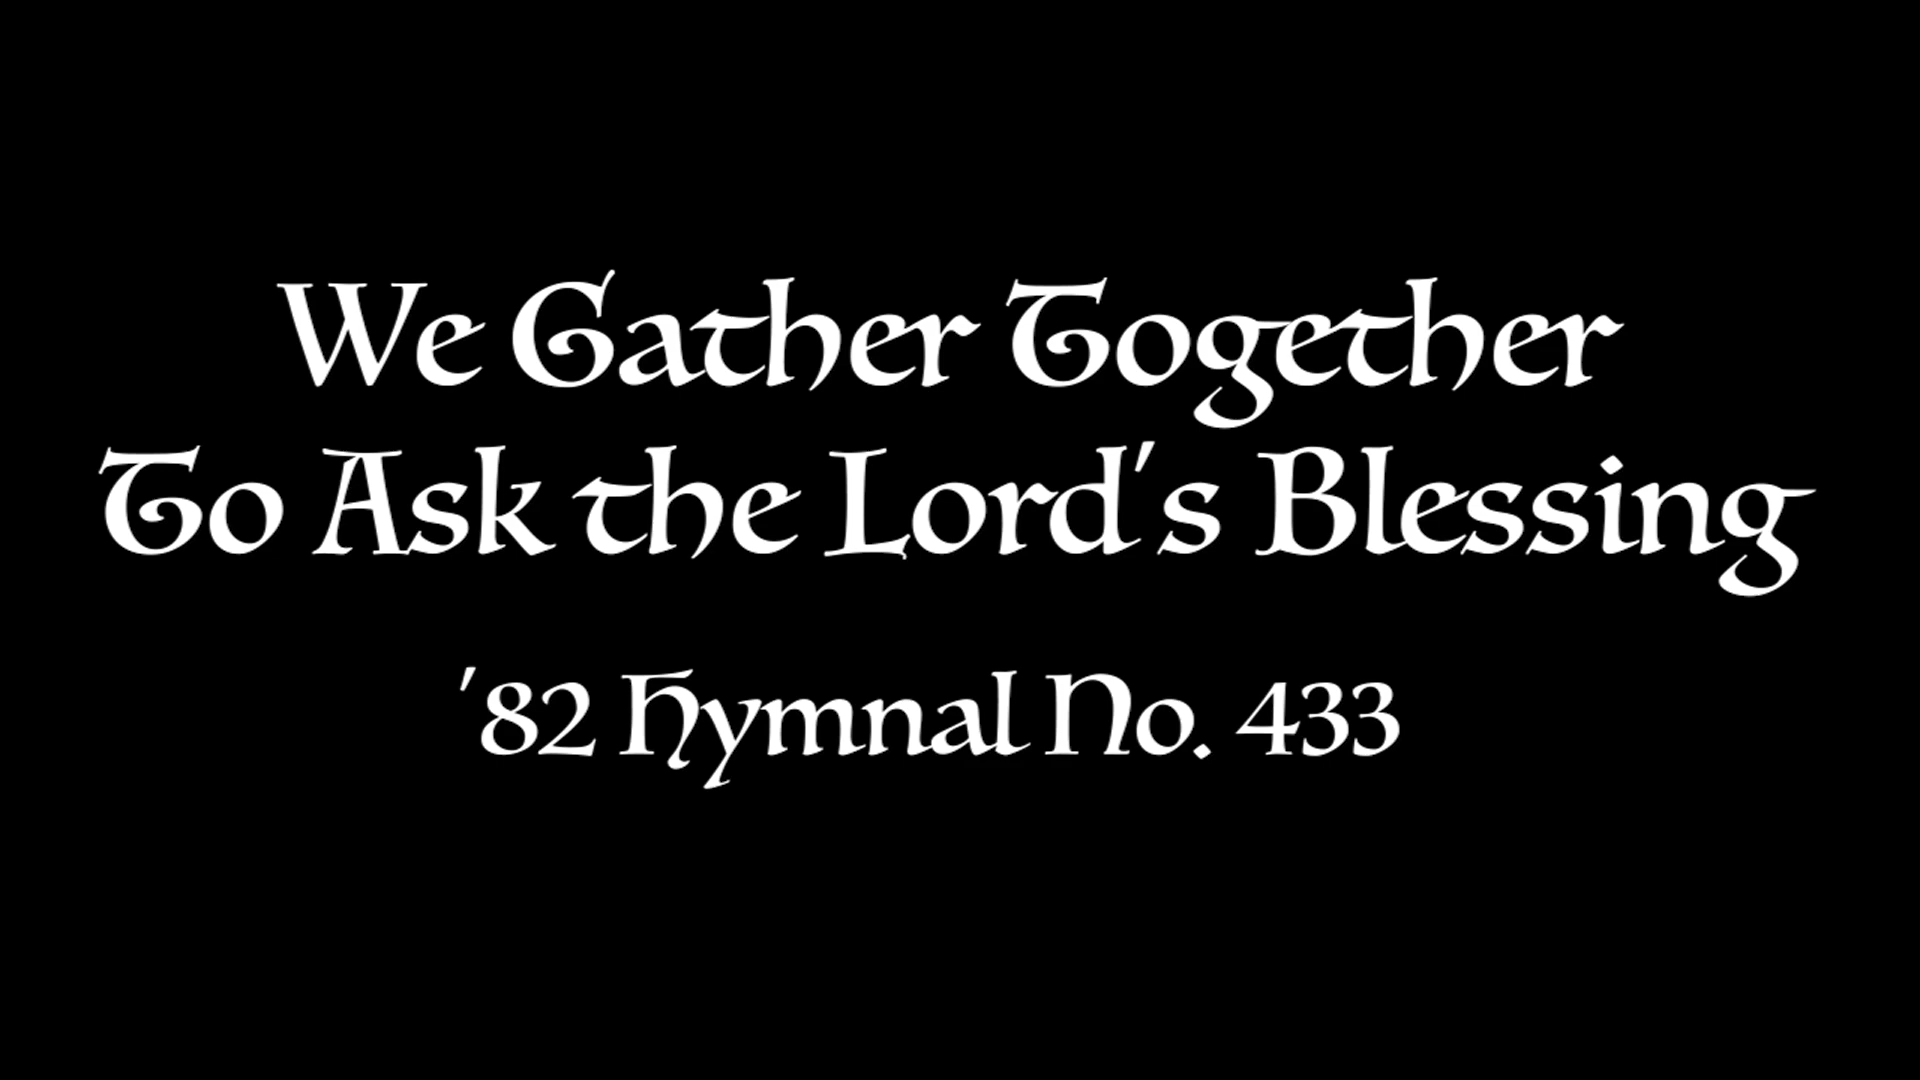 We Gather Together
To Ask the Lord's Blessing
'82 Hymnal No. 433